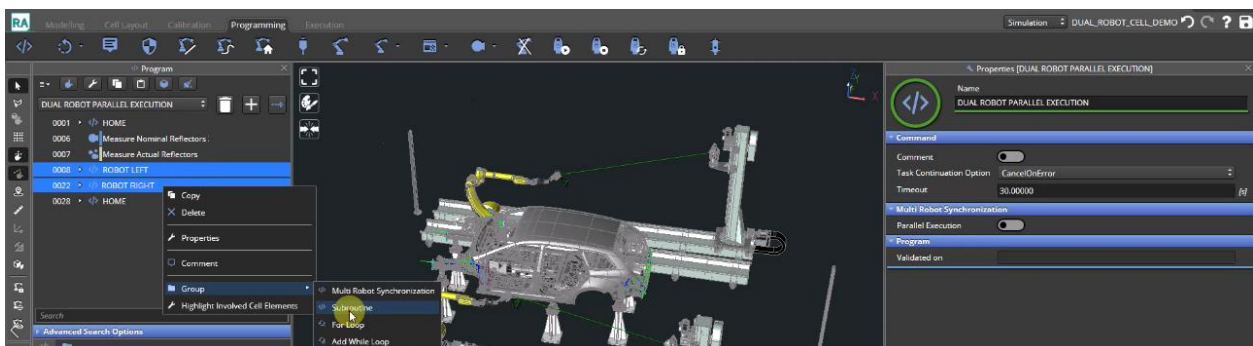 RA Modelling Cell Layout Calibration Programming Execution Simulation DUAL_ROBOT_CELL_DEMO ?
Program
DUAL ROBOT PARALLEL EXECUTION
0001 HOME
0006 Measure Nominal Reflectors
0007 Measure Actual Reflectors
0008 ROBOT LEFT
0022 ROBOT RIGHT
0028 HOME
Copy
Delete
Properties
Comment
Group
Highlight Involved Cell Elements
Multi Robot Synchronization
Subroutine
For Loop
Add While Loop
Search
Advanced Search Options
X
Properties [DUAL ROBOT PARALLEL EXECUTION]
Name
DUAL ROBOT PARALLEL EXECUTION
Command
Comment
Task Continuation Option CancelOnError
Timeout 30.00000 [s]
Multi Robot Synchronization
Parallel Execution
Program
Validated on